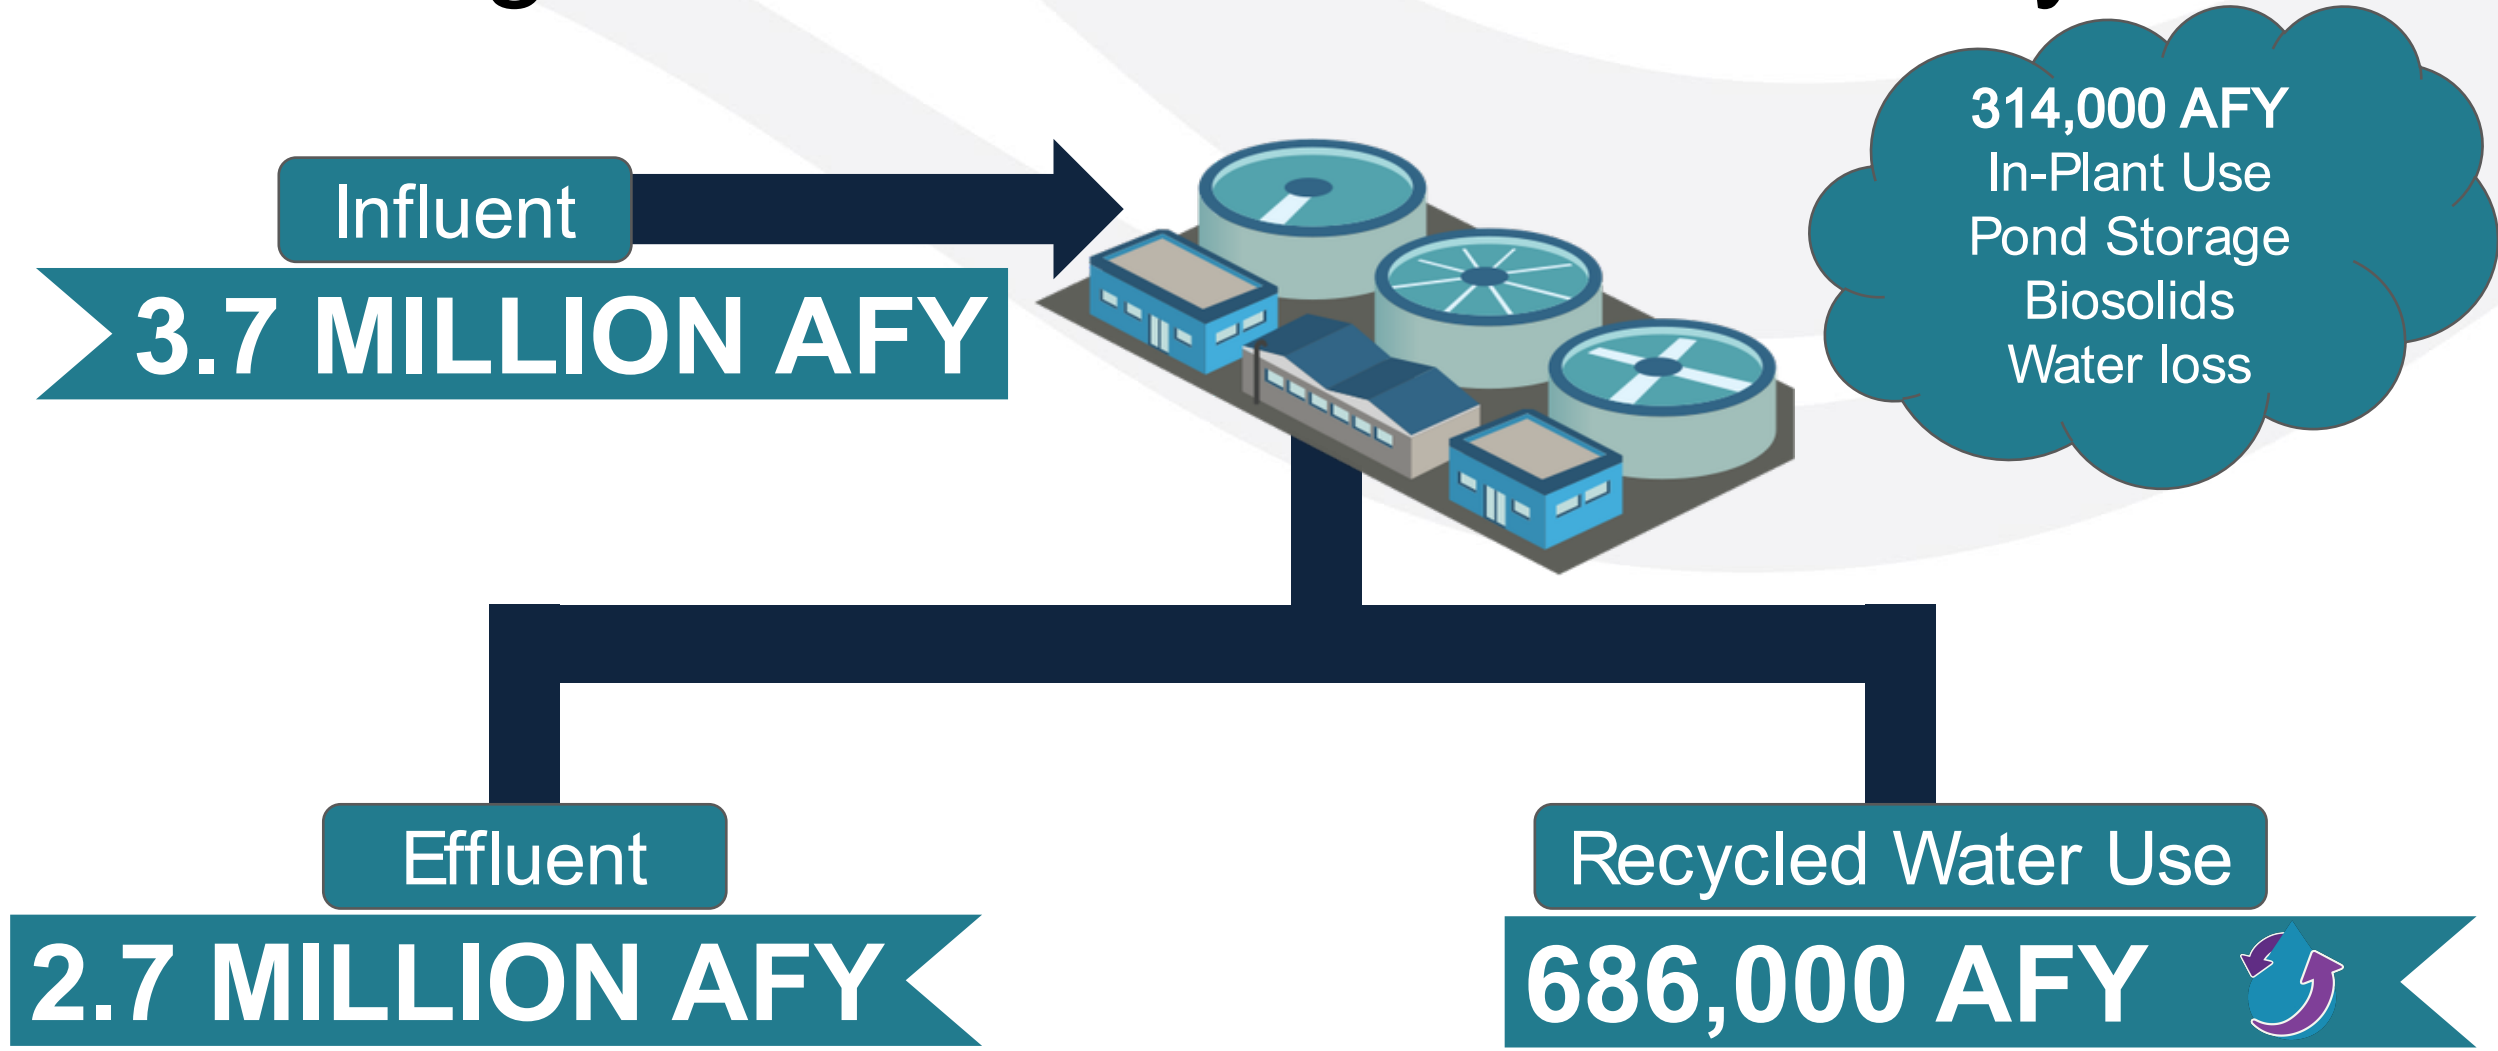 Influent
3.7 MILLION AFY
314,000 AFY
In-Plant Use
Pond Storage
Biosolids
Water loss
Effluent
2.7 MILLION AFY
Recycled Water Use
686,000 AFY